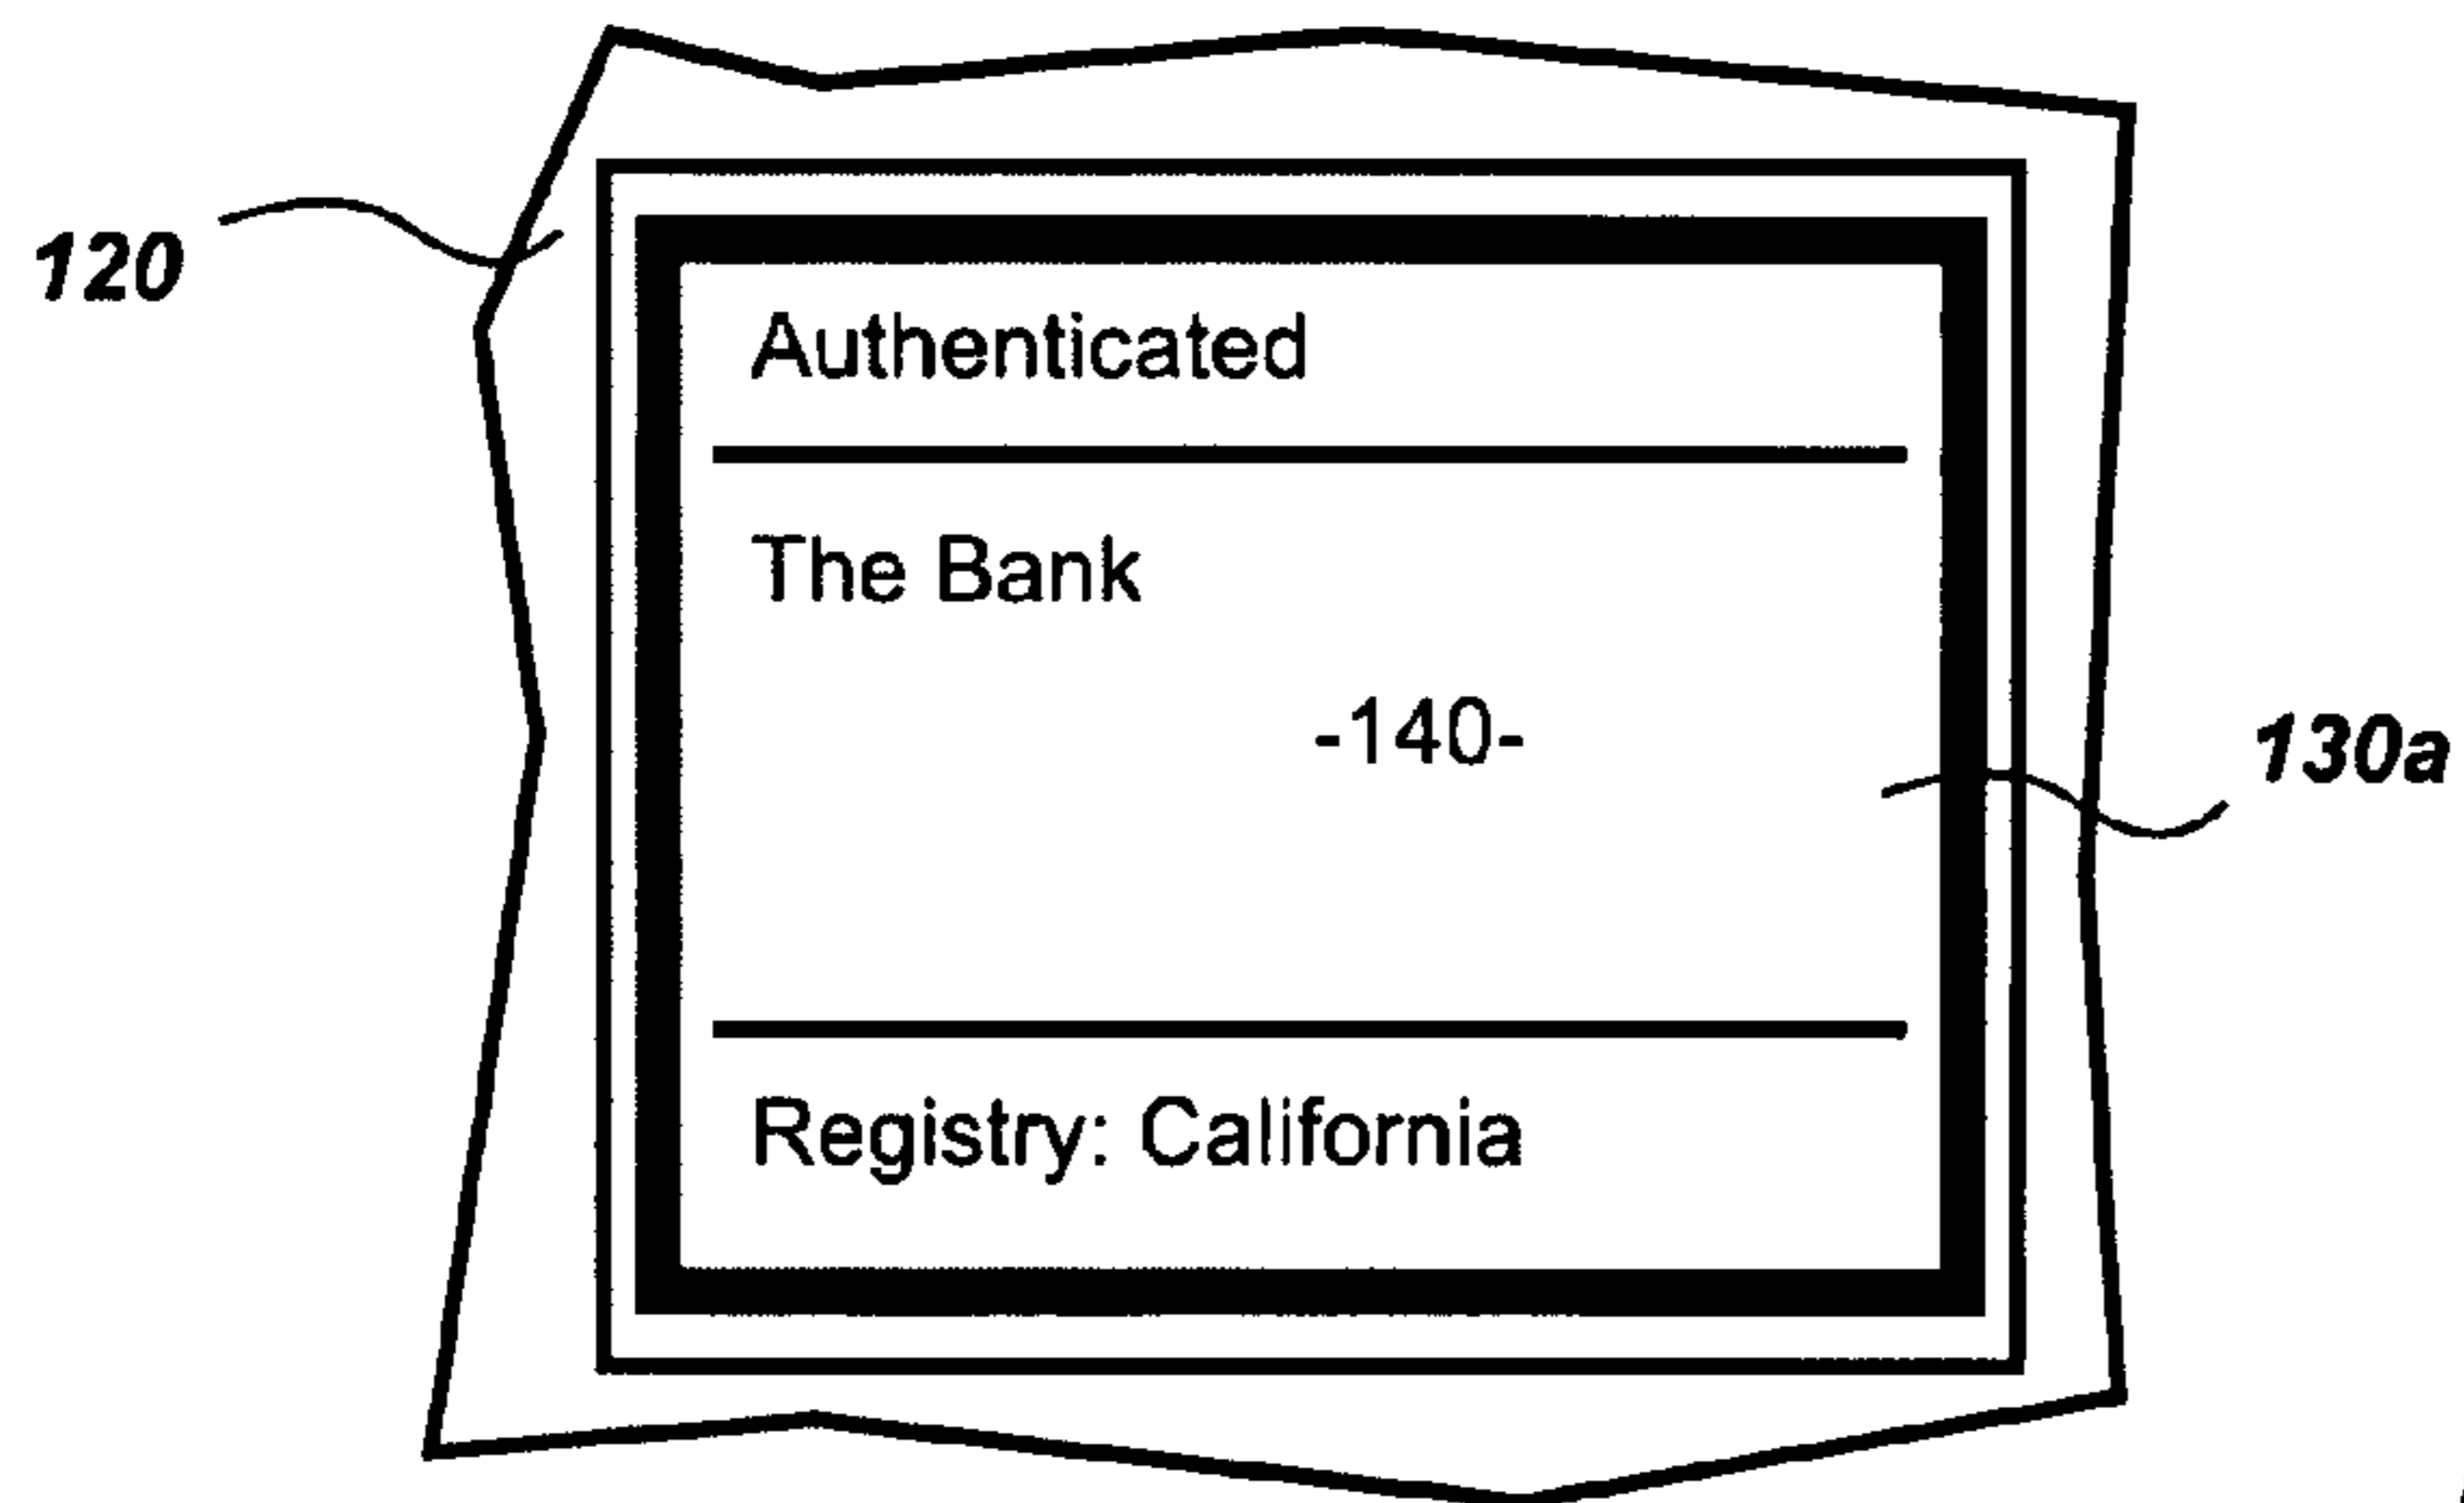 120
Authenticated
The Bank
-140-
130a
Registry: California